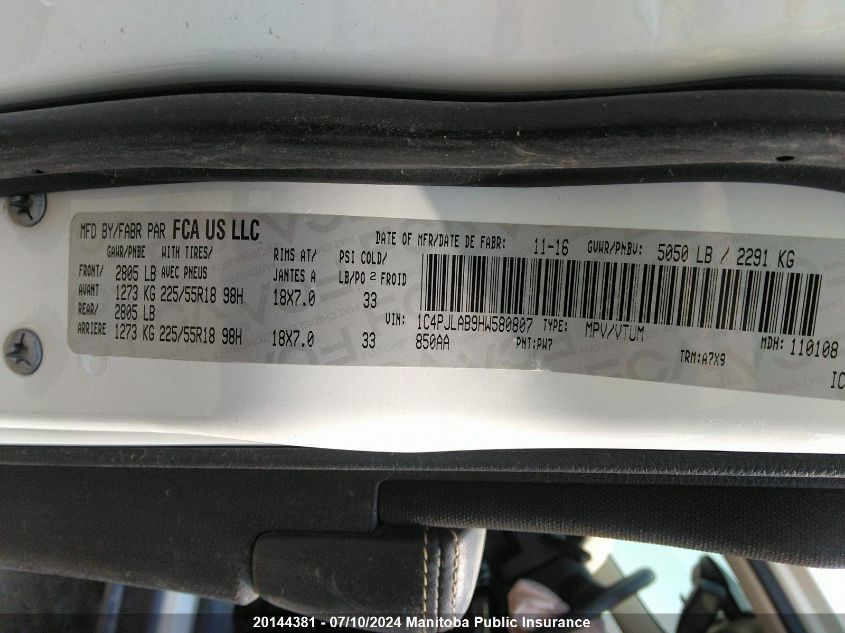 MFD BY/FABR PAR FCA US LLC
DATE OF MFR/DATE DE FABR: 11-16 GVWR/PNBV: 5050 LB / 2291 KG
GAWR/PNBE WITH TIRES/ RIMS AT/ PSI COLD/
AVEC PNEUS JANTES A LB/PO 2 FROID
FRONT/ 2805 LB
AVANT 1273 KG 225/55R18 98H 18X7.0 33
REAR/ 2805 LB
ARRIERE 1273 KG 225/55R18 98H 18X7.0 33
VIN: 1C4PJLAB9HW580807 TYPE: MPV/VTUM MDH: 110108
850AA PNT:PW7 TRM:A7X9 IC
20144381 - 07/10/2024 Manitoba Public Insurance